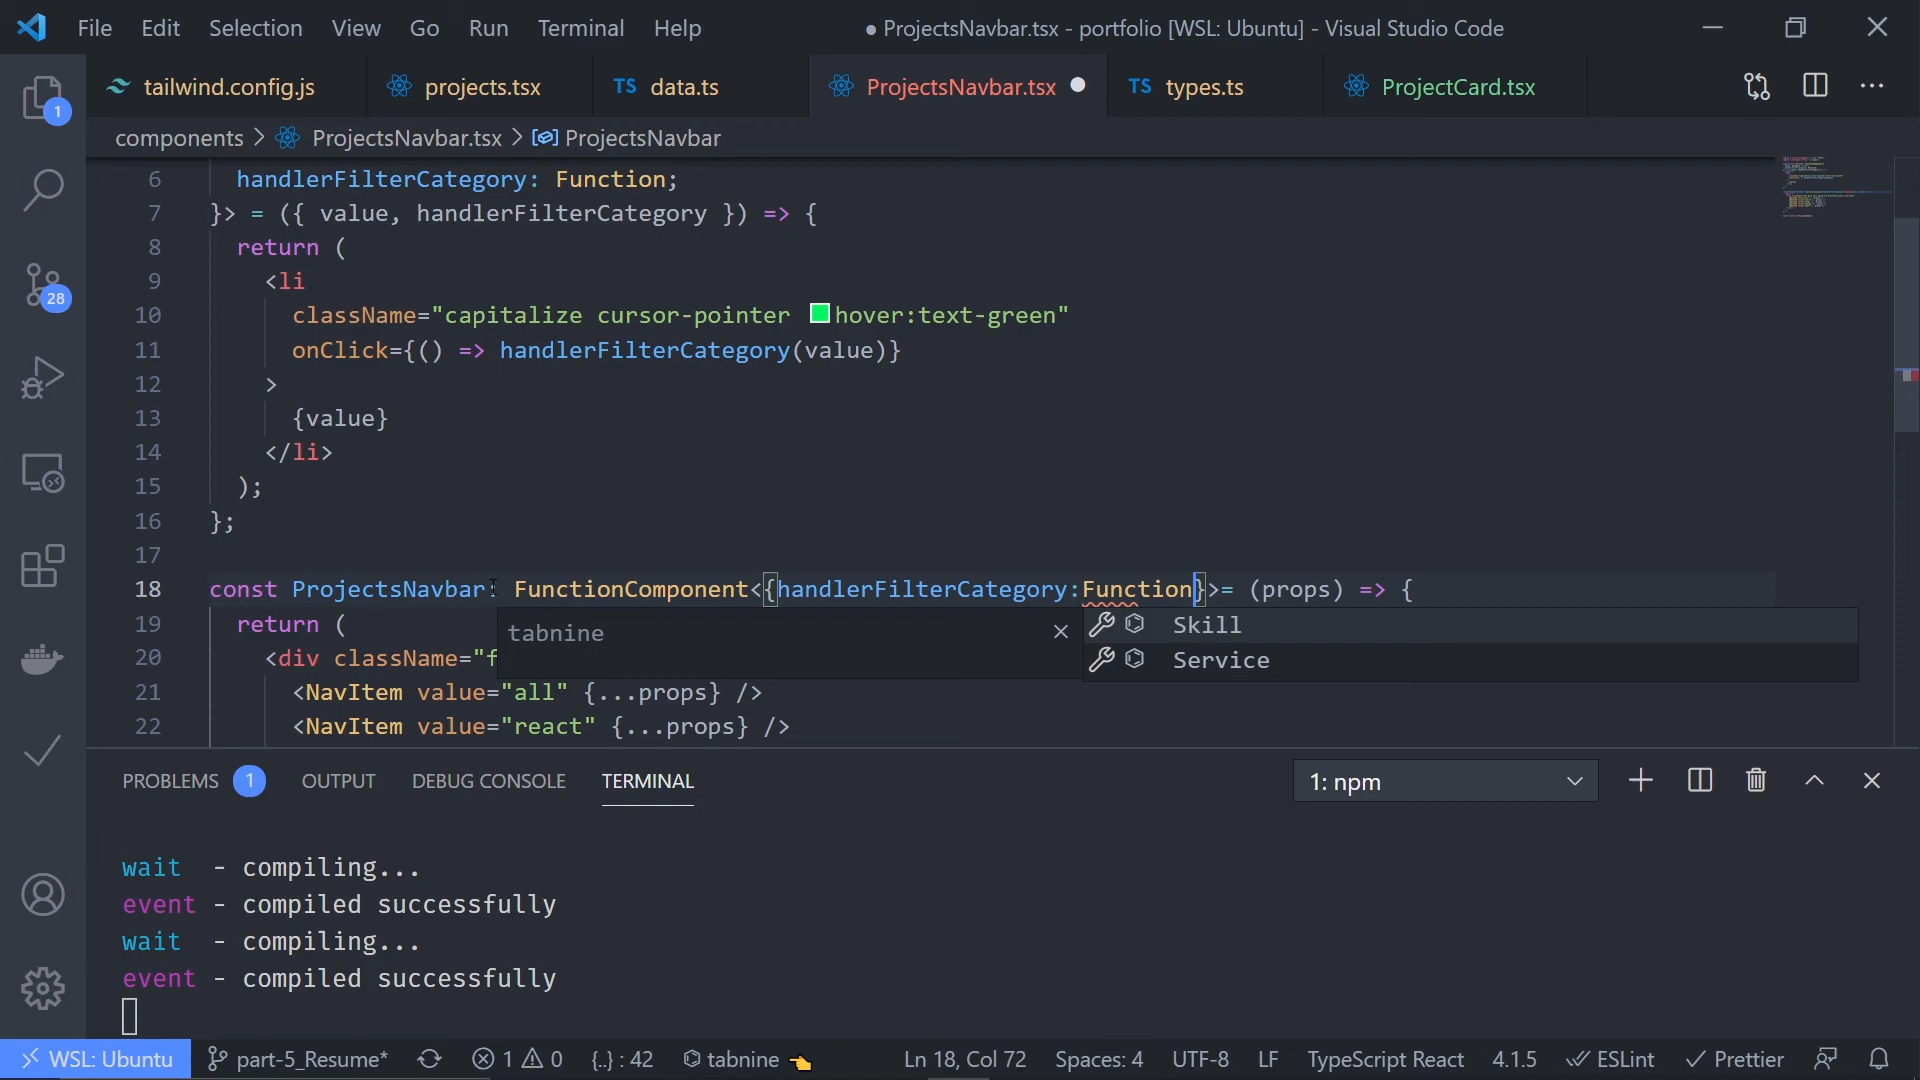 File Edit Selection View Go Run Terminal Help ● ProjectsNavbar.tsx - portfolio [WSL: Ubuntu] - Visual Studio Code
tailwind.config.js projects.tsx TS data.ts ProjectsNavbar.tsx TS types.ts ProjectCard.tsx
components > ProjectsNavbar.tsx > ProjectsNavbar
1
28
6 handlerFilterCategory: Function;
7 }> = ({ value, handlerFilterCategory }) => {
8 return (
9 <li
10 className="capitalize cursor-pointer hover:text-green"
11 onClick={() => handlerFilterCategory(value)}
12 >
13 {value}
14 </li>
15 );
16 };
17
18 const ProjectsNavbar: FunctionComponent<{handlerFilterCategory:Function}>= (props) => {
19 return (
tabnine
Skill
Service
20 <div className="f
21 <NavItem value="all" {...props} />
22 <NavItem value="react" {...props} />
PROBLEMS 1 OUTPUT DEBUG CONSOLE TERMINAL 1: npm
wait - compiling...
event - compiled successfully
wait - compiling...
event - compiled successfully
WSL: Ubuntu part-5_Resume* 1 0 {..} : 42 tabnine Ln 18, Col 72 Spaces: 4 UTF-8 LF TypeScript React 4.1.5 ESLint Prettier